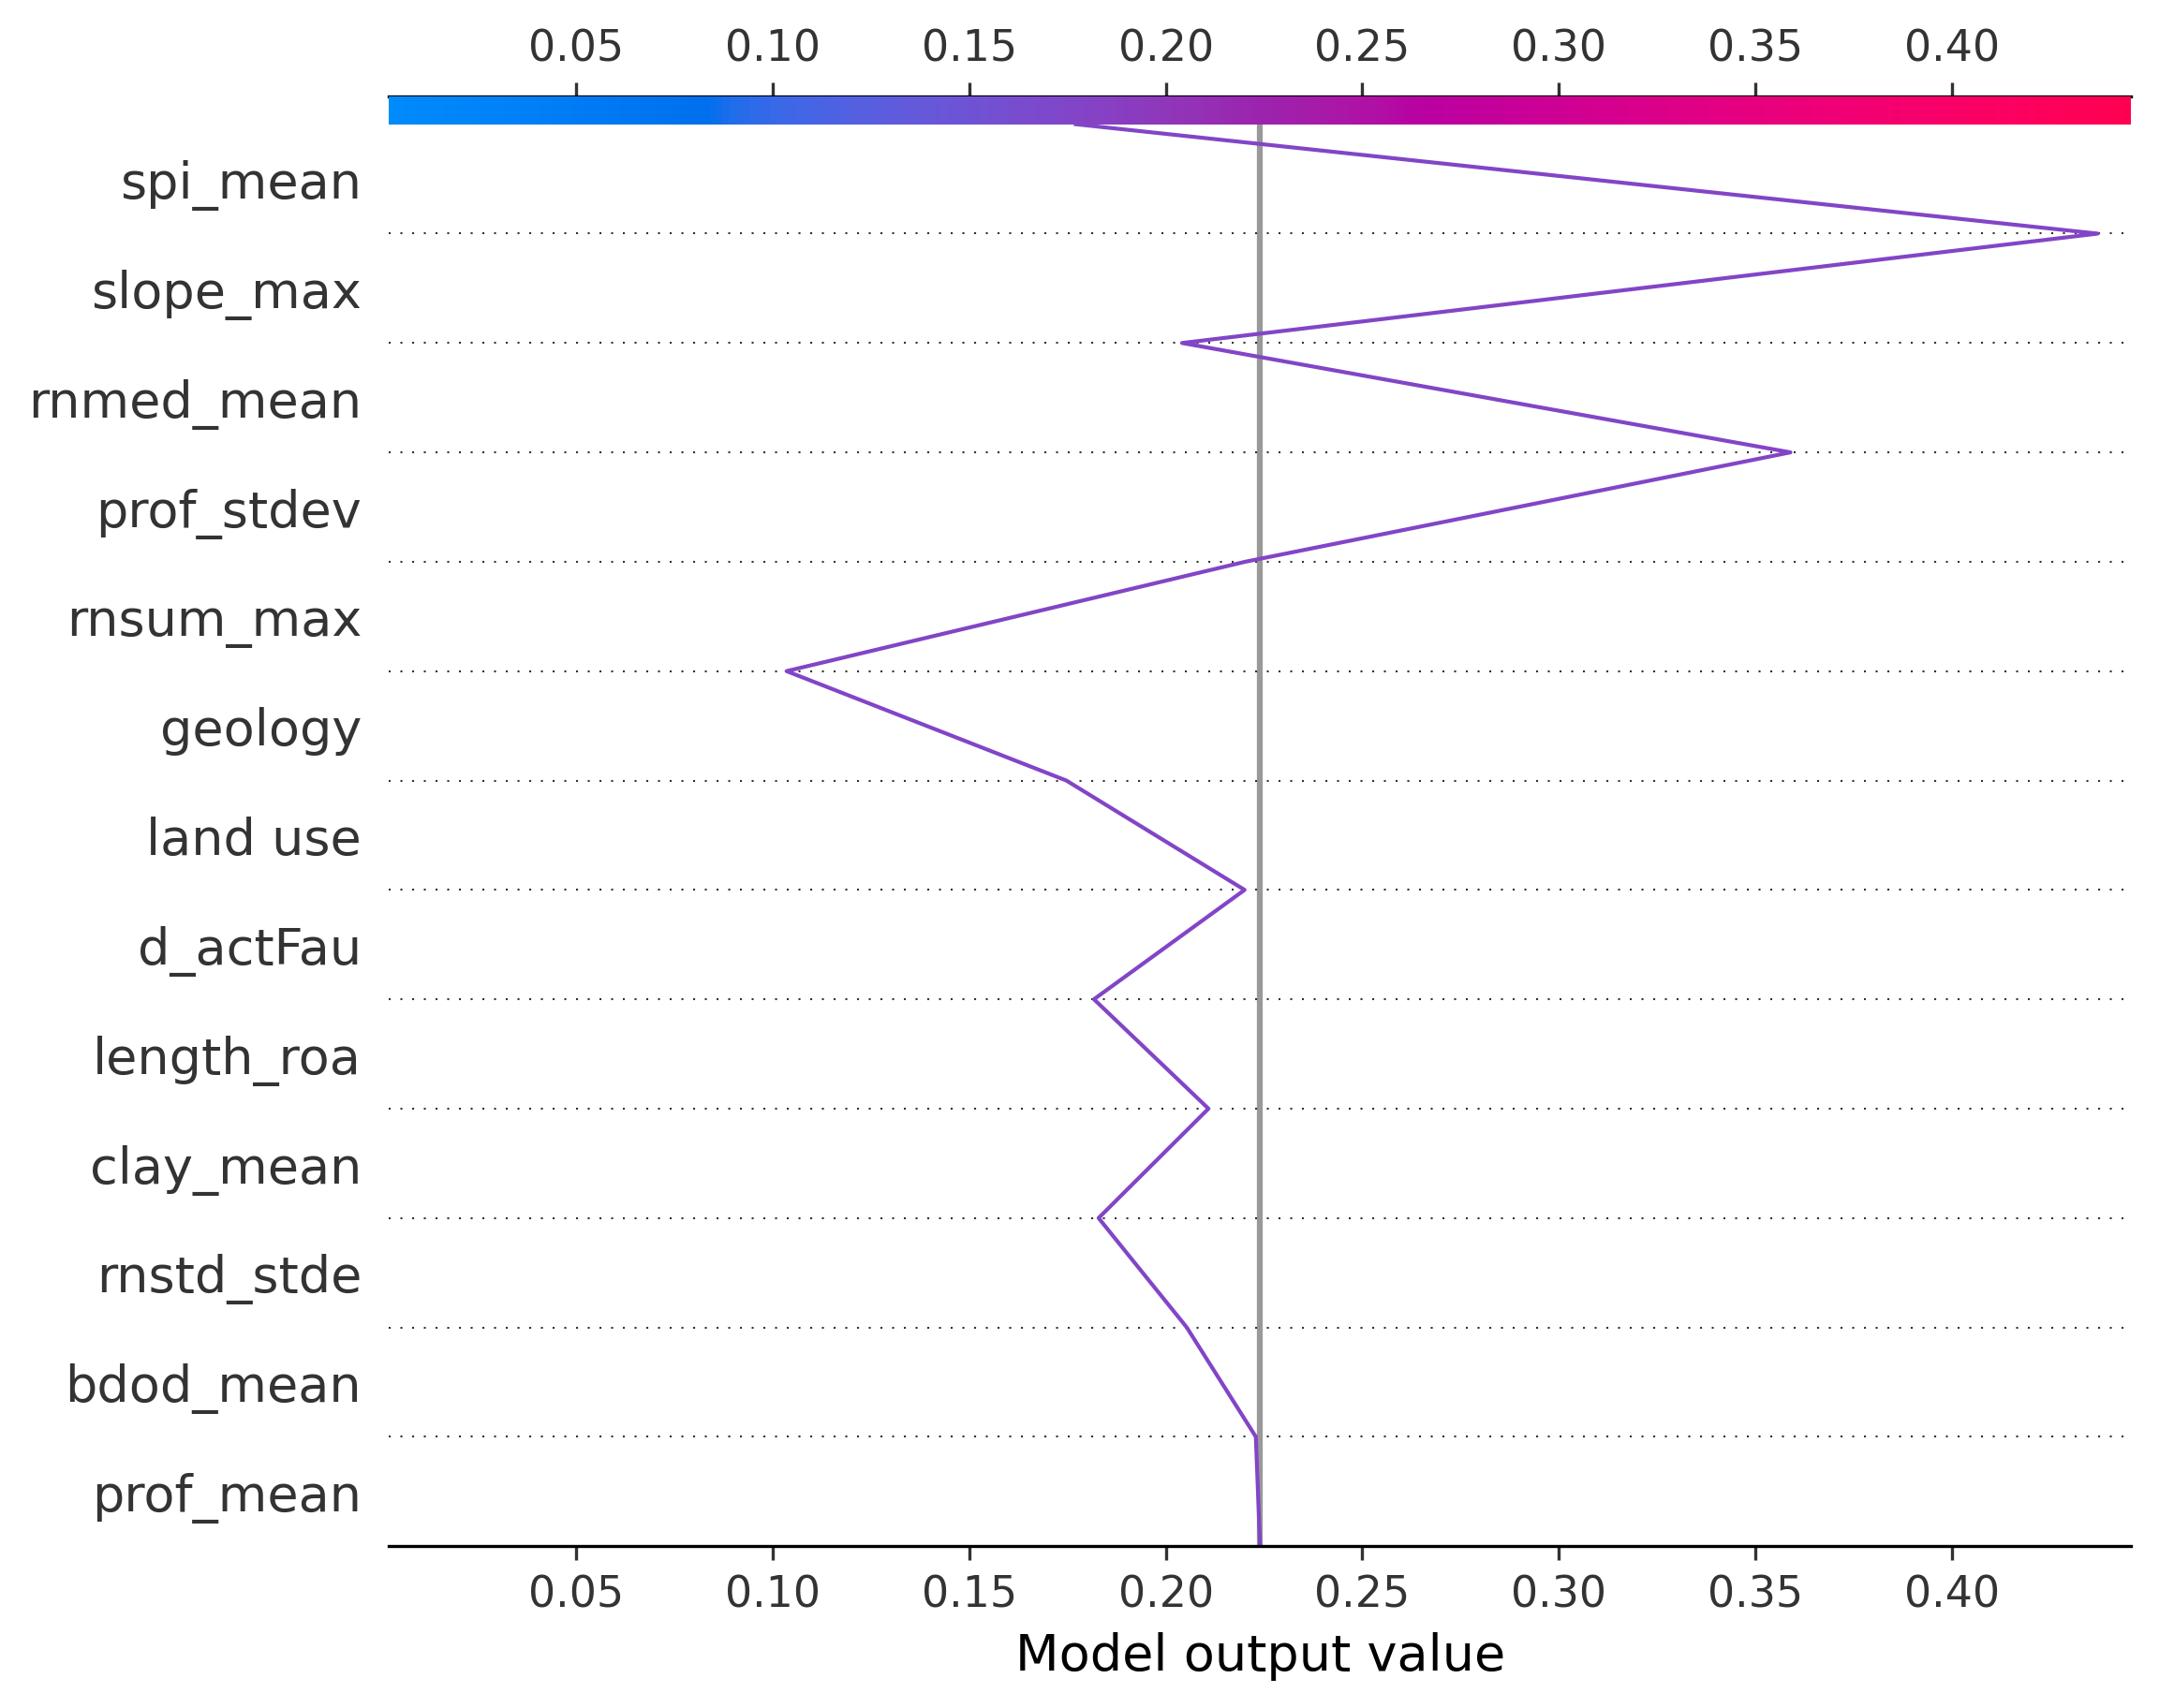 0.05 0.10 0.15 0.20 0.25 0.30 0.35 0.40
spi_mean
slope_max
rnmed_mean
prof_stdev
rnsum_max
geology
land use
d_actFau
length_roa
clay_mean
rnstd_stde
bdod_mean
prof_mean
0.05 0.10 0.15 0.20 0.25 0.30 0.35 0.40
Model output value